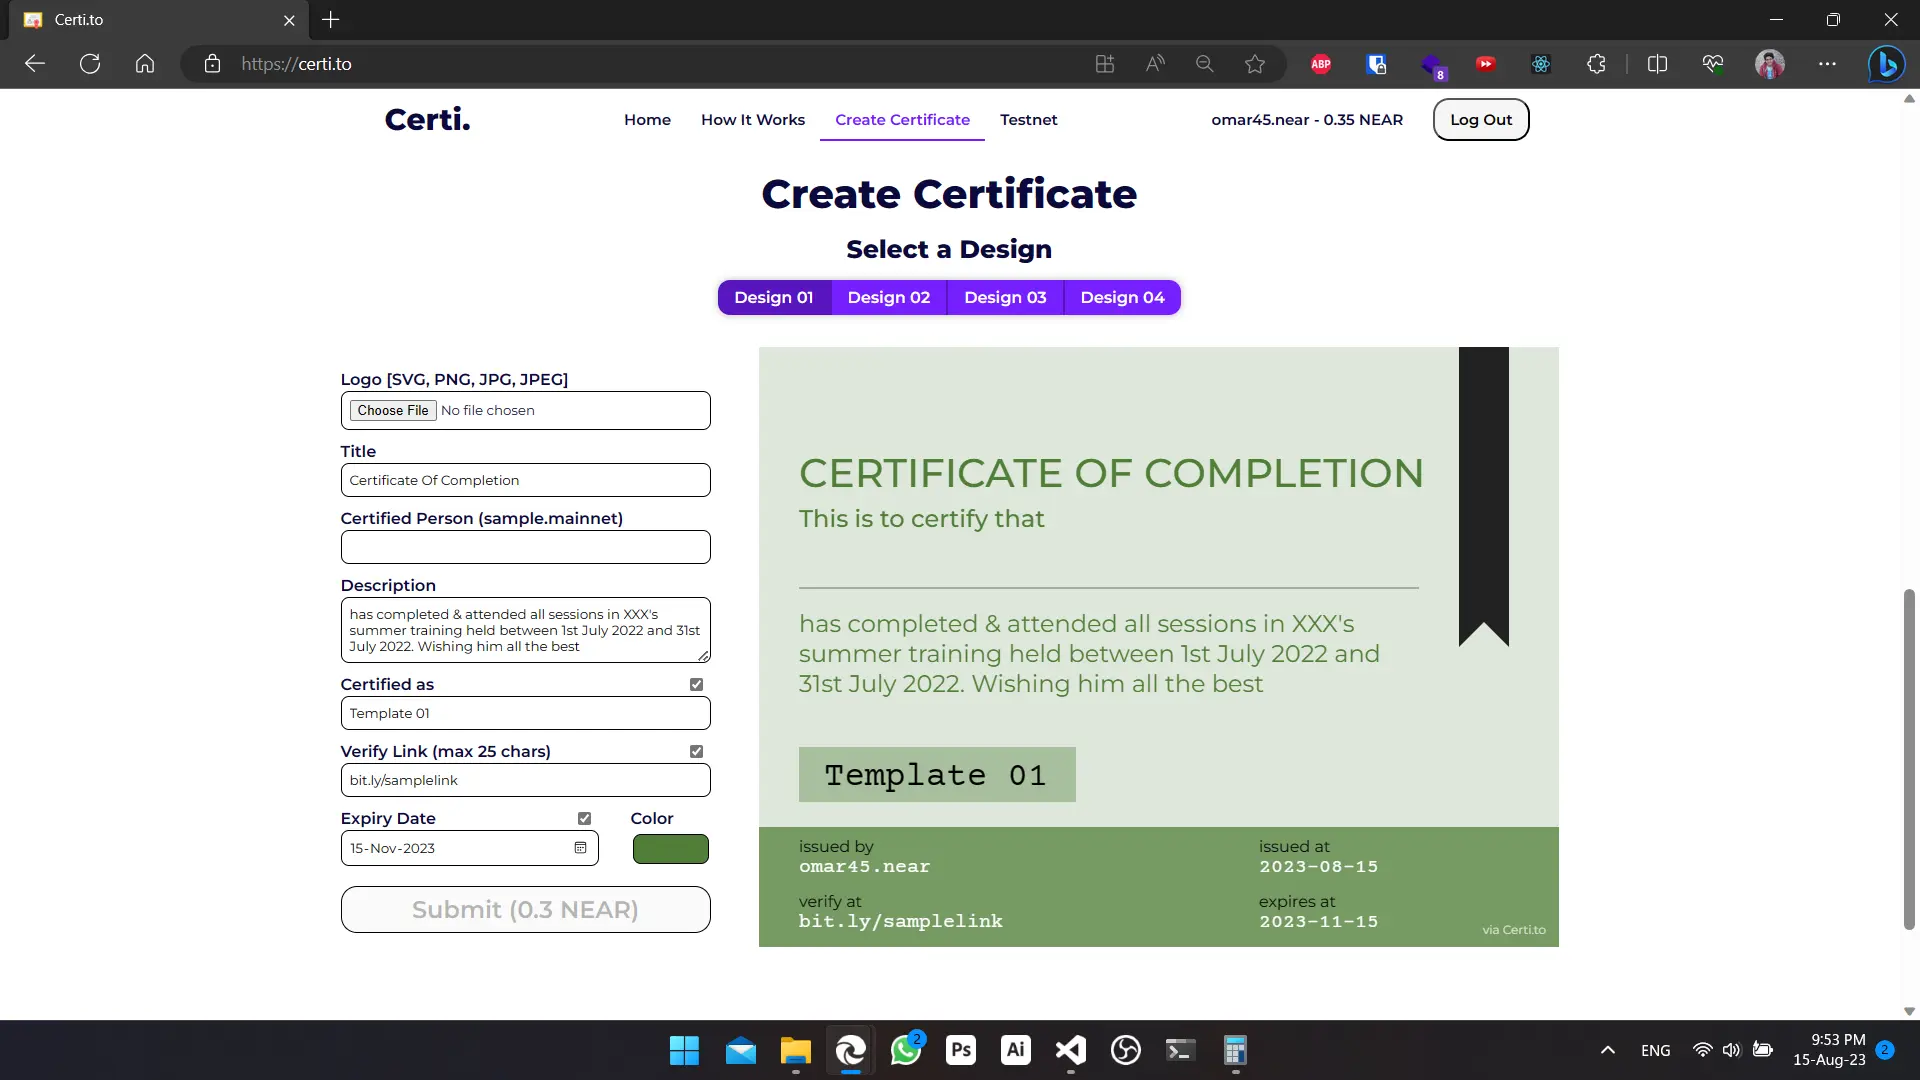 Certi.to
https://certi.to
ABP
8
Certi.
Home
How It Works
Create Certificate
Testnet
omar45.near - 0.35 NEAR
Log Out
Create Certificate
Select a Design
Design 01
Design 02
Design 03
Design 04
Logo [SVG, PNG, JPG, JPEG]
Choose File No file chosen
Title
Certificate Of Completion
Certified Person (sample.mainnet)
Description
has completed & attended all sessions in XXX's
summer training held between 1st July 2022 and 31st
July 2022. Wishing him all the best
Certified as
Template 01
Verify Link (max 25 chars)
bit.ly/samplelink
Expiry Date
Color
15-Nov-2023
Submit (0.3 NEAR)
CERTIFICATE OF COMPLETION
This is to certify that
has completed & attended all sessions in XXX's
summer training held between 1st July 2022 and
31st July 2022. Wishing him all the best
Template 01
issued by
omar45.near
issued at
2023-08-15
verify at
bit.ly/samplelink
expires at
2023-11-15
via Certi.to
2
Ps
Ai
ENG
9:53 PM
15-Aug-23
2